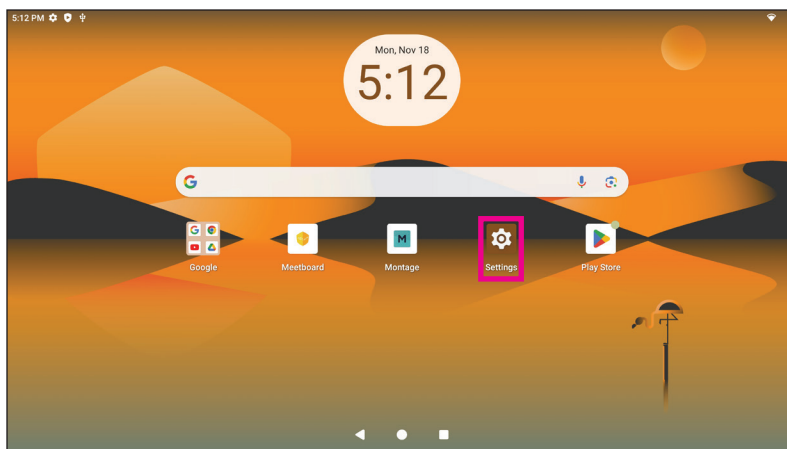 5:12 PM
Mon, Nov 18
5:12
Google
Meetboard
M
Montage
Settings
Play Store